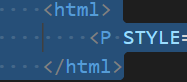 <html>
<P STYLE=
</html>